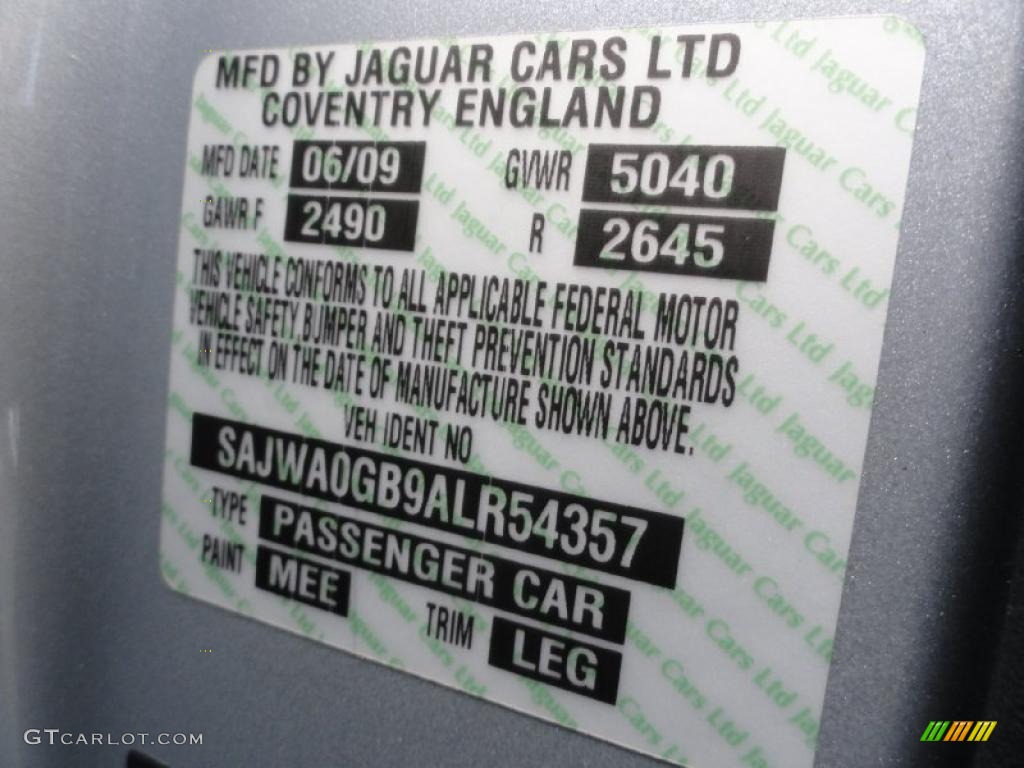 MFD BY JAGUAR CARS LTD
COVENTRY ENGLAND
MFD DATE 06/09 GVWR 5040
GAWR F 2490 R 2645
THIS VEHICLE CONFORMS TO ALL APPLICABLE FEDERAL MOTOR
VEHICLE SAFETY, BUMPER AND THEFT PREVENTION STANDARDS
IN EFFECT ON THE DATE OF MANUFACTURE SHOWN ABOVE.
VEH IDENT NO
SAJWA0GB9ALR54357
TYPE PASSENGER CAR
PAINT MEE TRIM LEG
GTCARLOT.COM